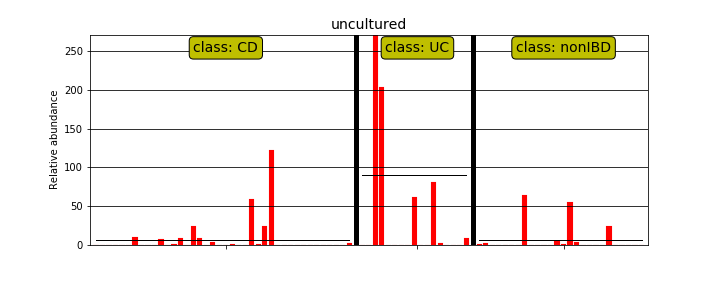 uncultured
class: CD
class: UC
class: nonIBD
Relative abundance
250
200
150
100
50
0